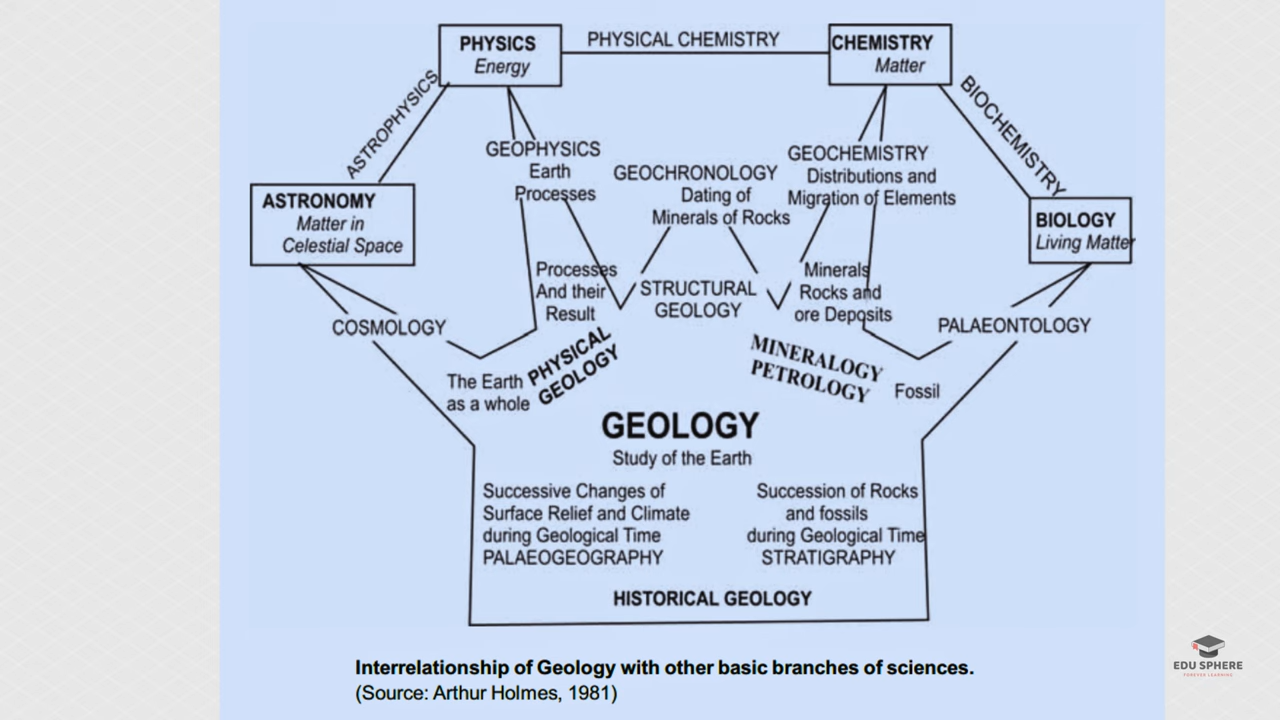 PHYSICS
Energy
PHYSICAL CHEMISTRY
CHEMISTRY
Matter
ASTROPHYSICS
BIOCHEMISTRY
ASTRONOMY
Matter in
Celestial Space
GEOPHYSICS
Earth
Processes
GEOCHRONOLOGY
Dating of
Minerals of Rocks
GEOCHEMISTRY
Distributions and
Migration of Elements
BIOLOGY
Living Matter
Processes
And their
Result
STRUCTURAL
GEOLOGY
Minerals
Rocks and
ore Deposits
COSMOLOGY
PALAEONTOLOGY
The Earth
as a whole
PHYSICAL
GEOLOGY
MINERALOGY
PETROLOGY
Fossil
GEOLOGY
Study of the Earth
Successive Changes of
Surface Relief and Climate
during Geological Time
PALAEOGEOGRAPHY
Succession of Rocks
and fossils
during Geological Time
STRATIGRAPHY
HISTORICAL GEOLOGY
Interrelationship of Geology with other basic branches of sciences.
(Source: Arthur Holmes, 1981)
EDU SPHERE
FOREVER LEARNING